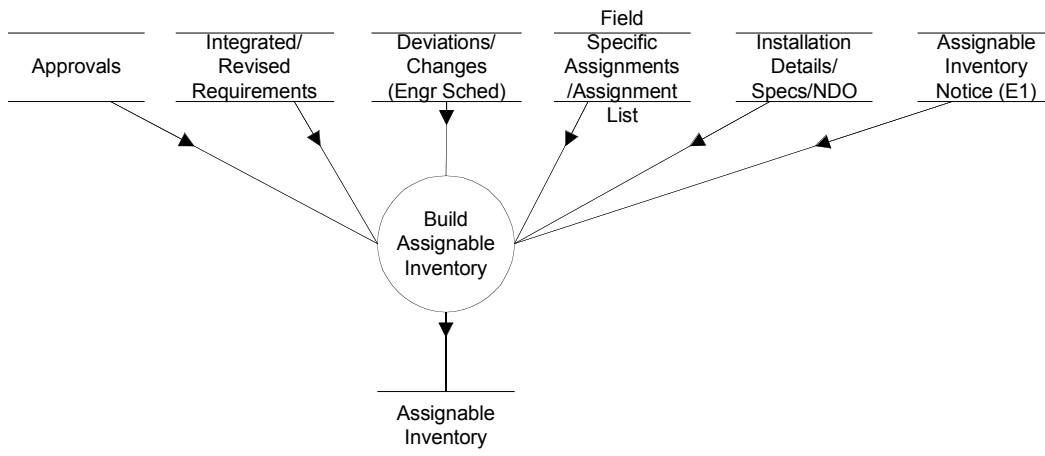 Approvals
Integrated/
Revised
Requirements
Deviations/
Changes
(Engr Sched)
Field
Specific
Assignments
/Assignment
List
Installation
Details/
Specs/NDO
Assignable
Inventory
Notice (E1)
Build
Assignable
Inventory
Assignable
Inventory